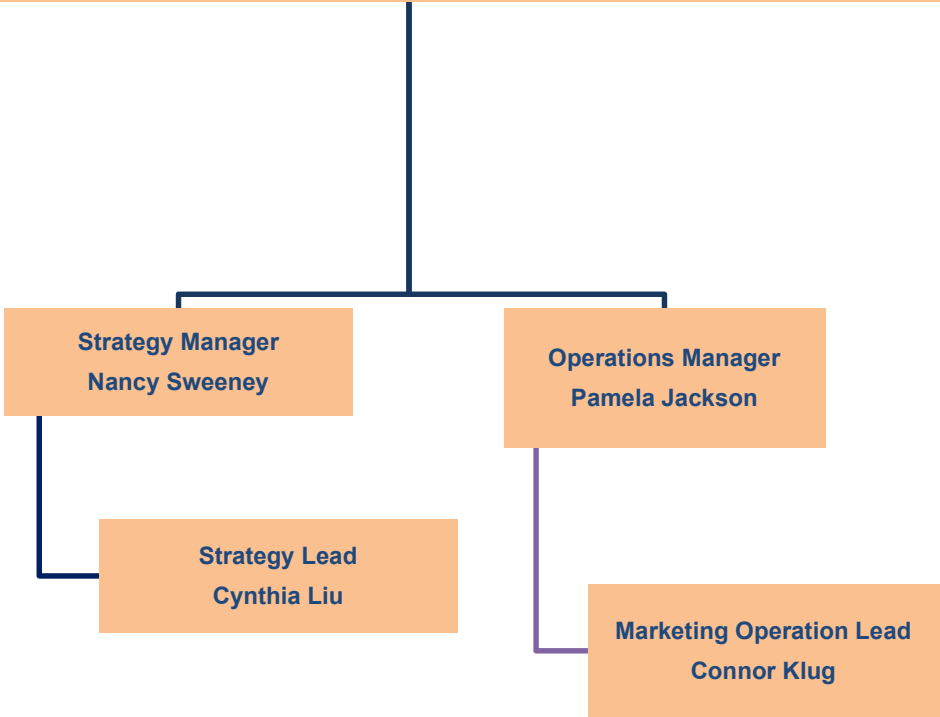 Strategy Manager
Nancy Sweeney
Operations Manager
Pamela Jackson
Strategy Lead
Cynthia Liu
Marketing Operation Lead
Connor Klug